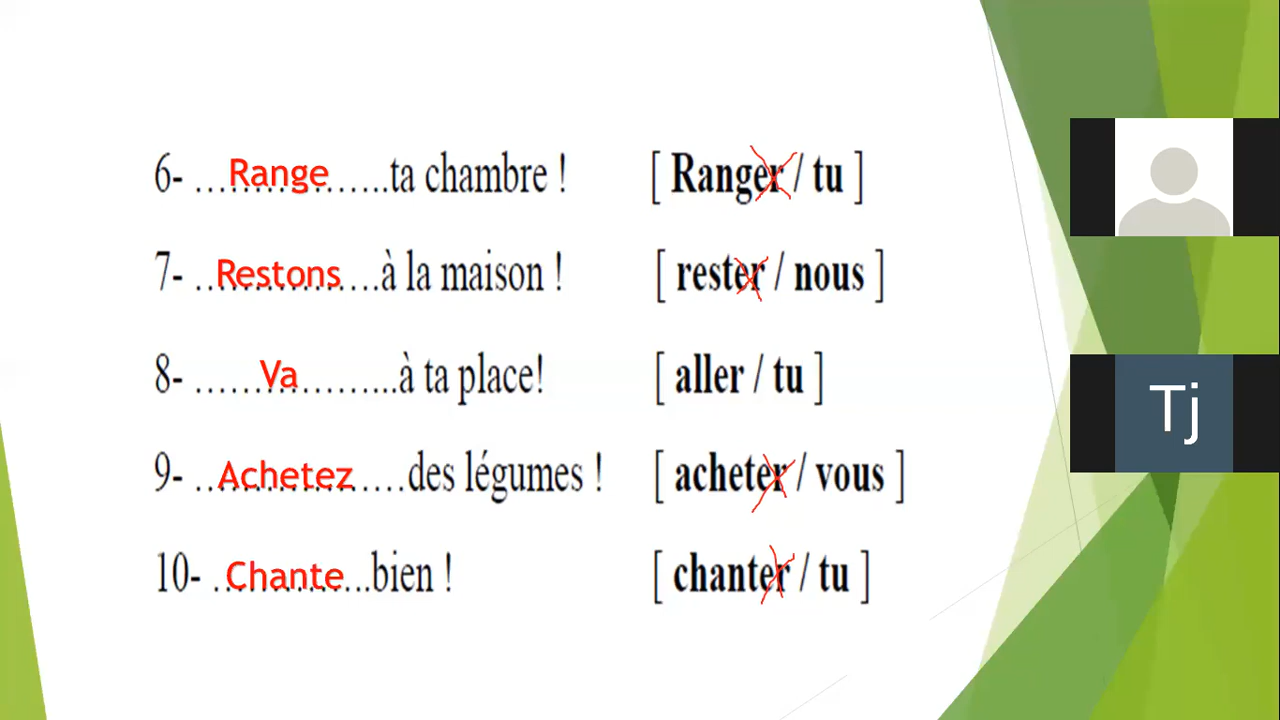 6- ...Range.......ta chambre ! [ Ranger / tu ]
7- ..Restons....à la maison ! [ rester / nous ]
8- ......Va.........à ta place! [ aller / tu ]
9- ..Achetez....des légumes ! [ acheter / vous ]
10- .Chante...bien ! [ chanter / tu ]
Tj